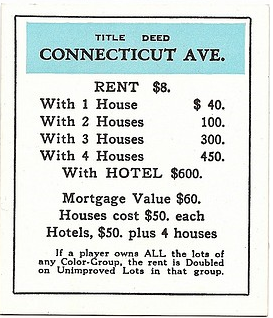 TITLE DEED
CONNECTICUT AVE.
RENT $8.
With 1 House $ 40.
With 2 Houses 100.
With 3 Houses 300.
With 4 Houses 450.
With HOTEL $600.
Mortgage Value $60.
Houses cost $50. each
Hotels, $50. plus 4 houses
If a player owns ALL the lots of
any Color-Group, the rent is Doubled
on Unimproved Lots in that group.